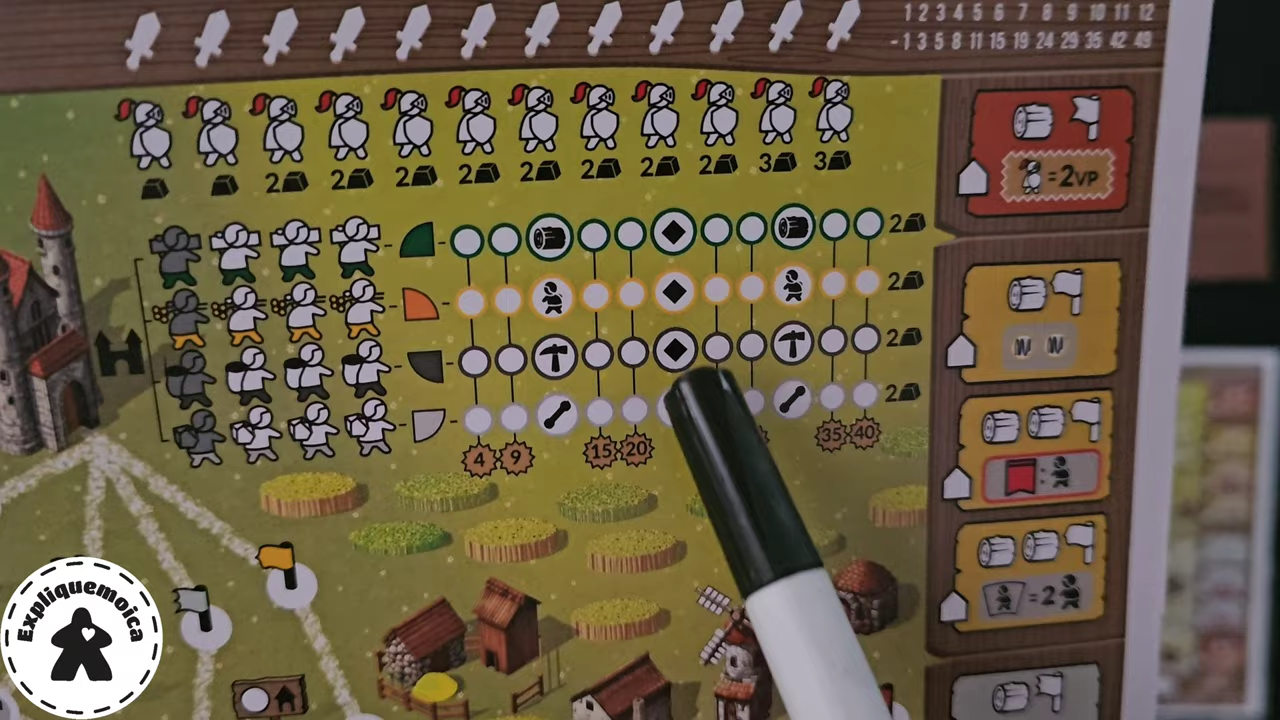 1 2 3 4 5 6 7 8 9 10 11 12
-1 3 5 8 11 15 19 24 29 35 42 49
2 2 2 2 2 2 2 2 3 3
=2VP
2
2
2
2
4 9 15 20 35 40
=2
Expliquemoica